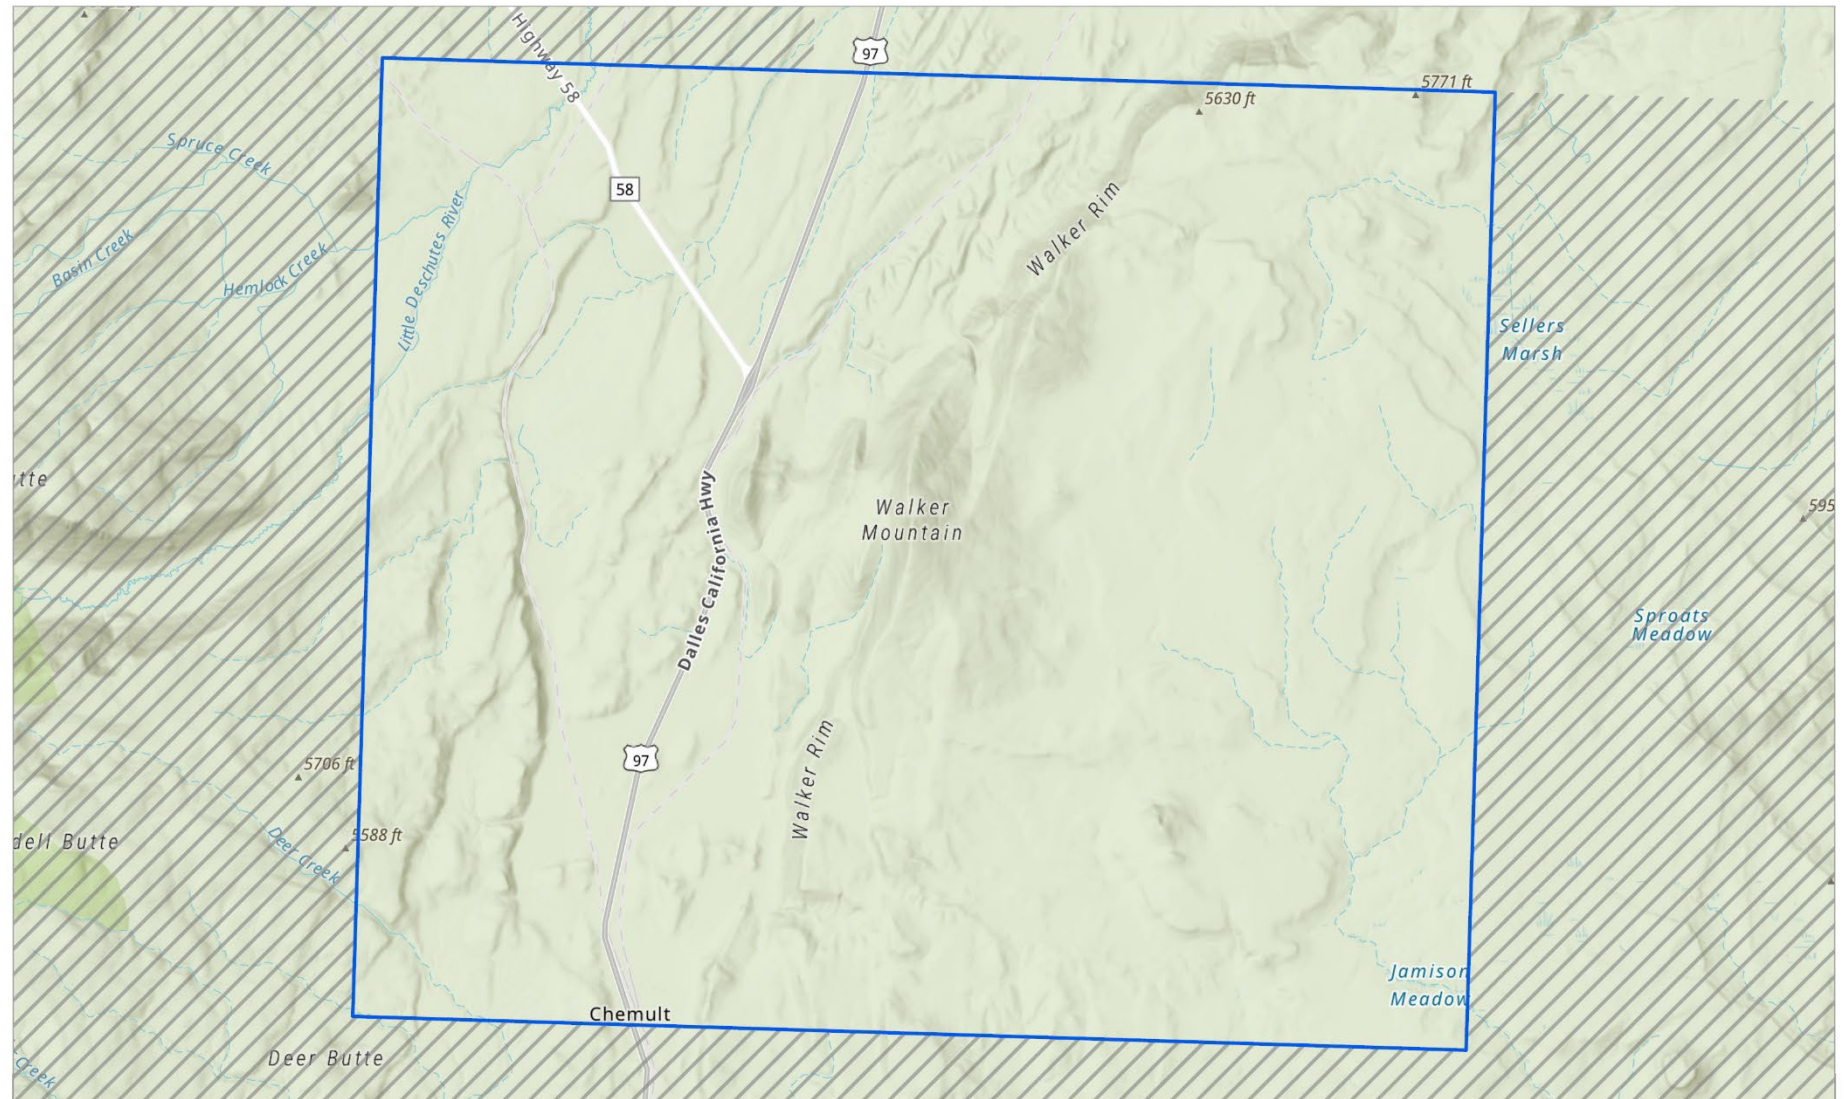 Highway 58
97
5771 ft
5630 ft
Spruce Creek
58
Walker Rim
Basin Creek
Little Deschutes River
Hemlock Creek
Sellers
Marsh
tte
595
Walker
Mountain
Dalles-California Hwy
Sproats
Meadow
97
5706 ft
Walker Rim
dell Butte
5588 ft
Deer Creek
Jamison
Meadow
Chemult
Deer Butte
Creek